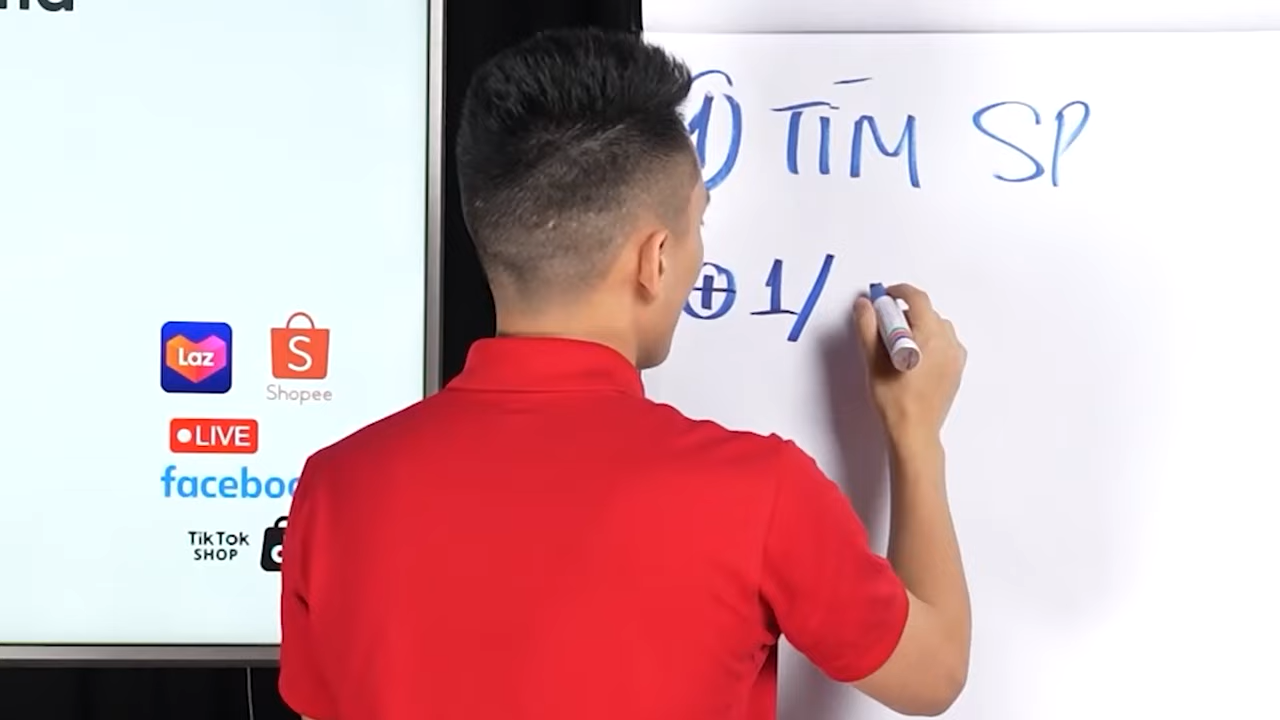 Laz
S
Shopee
LIVE
faceboo
TikTok
SHOP
1) TÌM SP
⊕ 1/